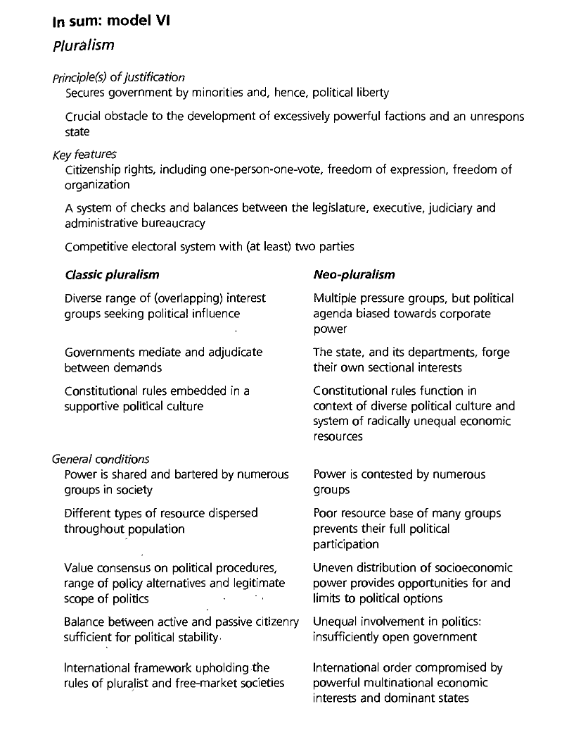 In sum: model VI
Pluralism
Principle(s) of justification
Secures government by minorities and, hence, political liberty
Crucial obstacle to the development of excessively powerful factions and an unrespons
state
Key features
Citizenship rights, including one-person-one-vote, freedom of expression, freedom of
organization
A system of checks and balances between the legislature, executive, judiciary and
administrative bureaucracy
Competitive electoral system with (at least) two parties
Classic pluralism
Diverse range of (overlapping) interest
groups seeking political influence
Governments mediate and adjudicate
between demands
Constitutional rules embedded in a
supportive political culture
Neo-pluralism
Multiple pressure groups, but political
agenda biased towards corporate
power
The state, and its departments, forge
their own sectional interests
Constitutional rules function in
context of diverse political culture and
system of radically unequal economic
resources
General conditions
Power is shared and bartered by numerous
groups in society
Different types of resource dispersed
throughout population
Value consensus on political procedures,
range of policy alternatives and legitimate
scope of politics
Balance between active and passive citizenry
sufficient for political stability
International framework upholding the
rules of pluralist and free-market societies
Power is contested by numerous
groups
Poor resource base of many groups
prevents their full political
participation
Uneven distribution of socioeconomic
power provides opportunities for and
limits to political options
Unequal involvement in politics:
insufficiently open government
International order compromised by
powerful multinational economic
interests and dominant states